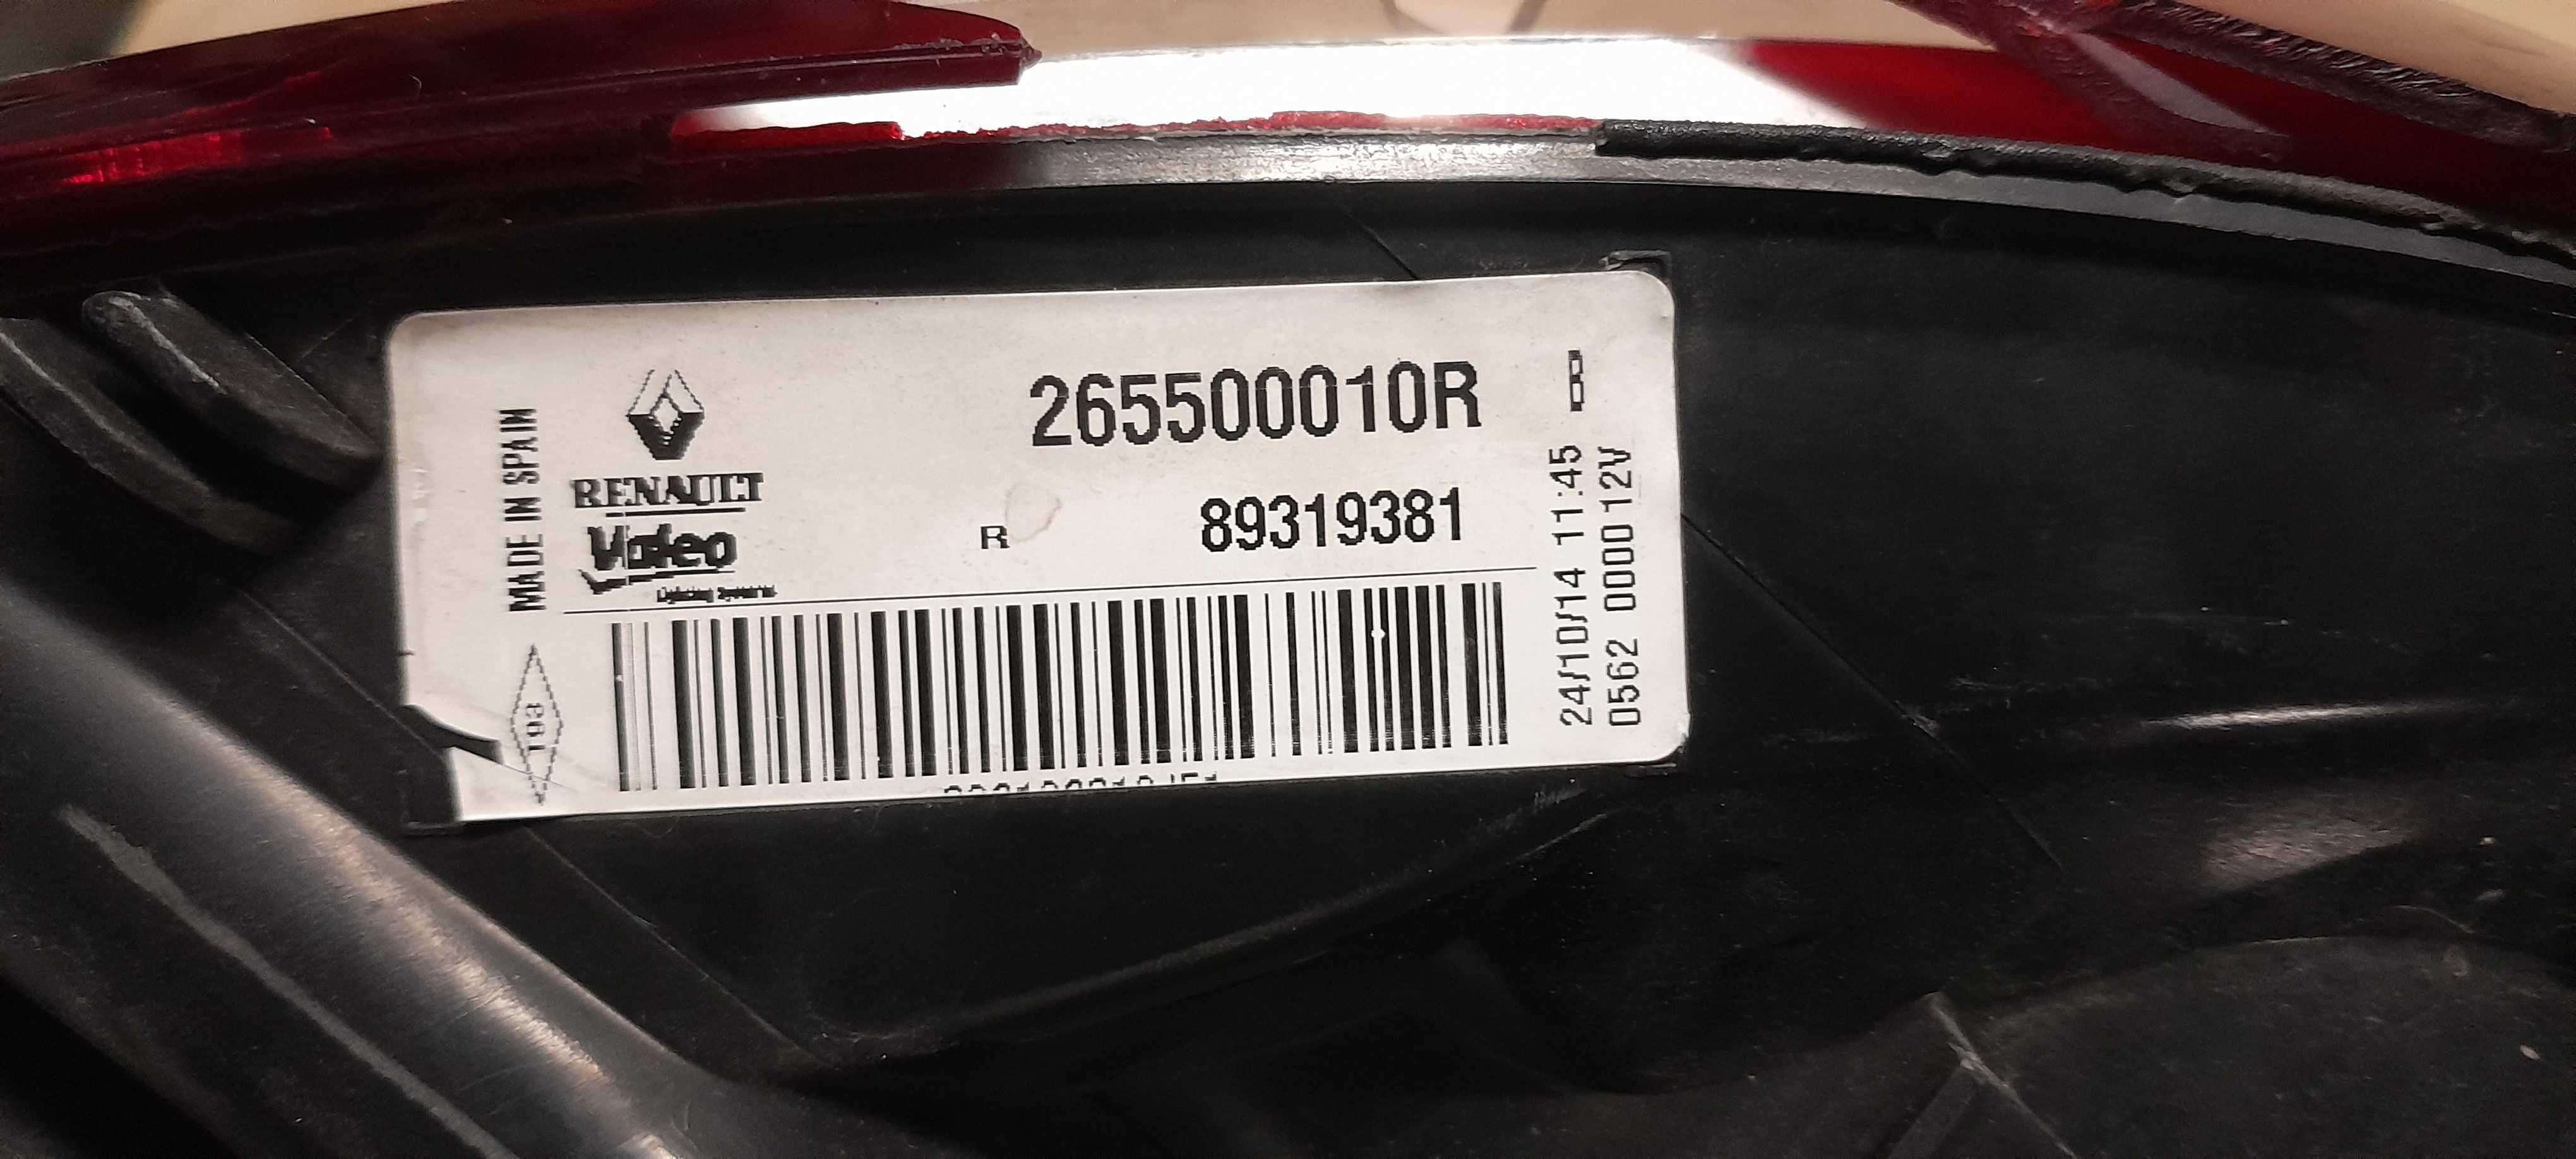 265500010R
RENAULT
Valeo
R 89319381
MADE IN SPAIN
24/10/14 11:45
0562 0000 12V